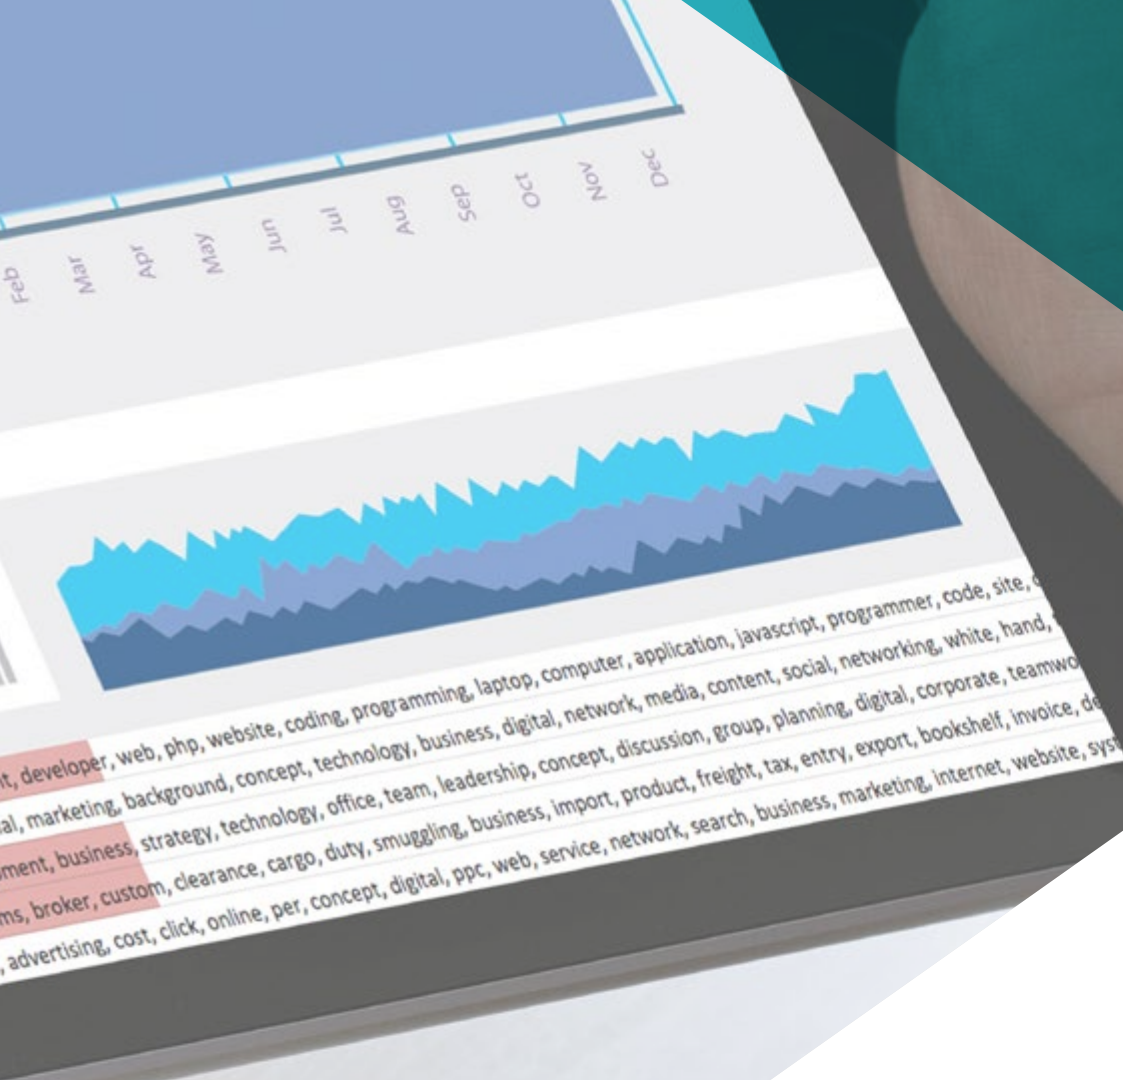 Feb Mar Apr May Jun Jul Aug Sep Oct Nov Dec
developer, web, php, website, coding, programming, laptop, computer, application, javascript, programmer, code, site,
marketing, background, concept, technology, business, digital, network, media, content, social, networking, white, hand,
business, strategy, technology, office, team, leadership, concept, discussion, group, planning, digital, corporate,
broker, custom, clearance, cargo, duty, smuggling, business, import, product, freight, tax, entry, export, bookshelf, invoice,
, advertising, cost, click, online, per, concept, digital, ppc, web, service, network, search, business, marketing, internet, website,